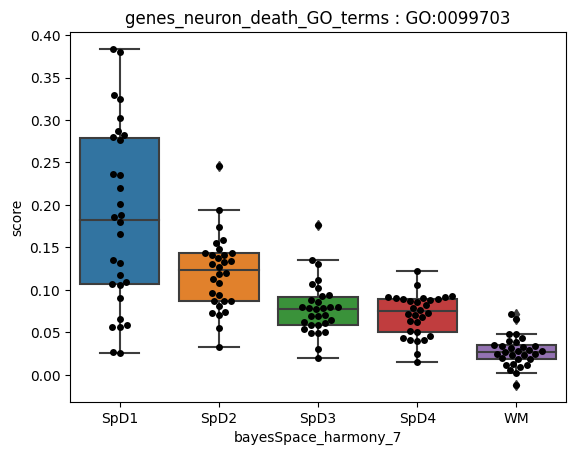 genes_neuron_death_GO_terms : GO:0099703
score
0.40
0.35
0.30
0.25
0.20
0.15
0.10
0.05
0.00
SpD1 SpD2 SpD3 SpD4 WM
bayesSpace_harmony_7